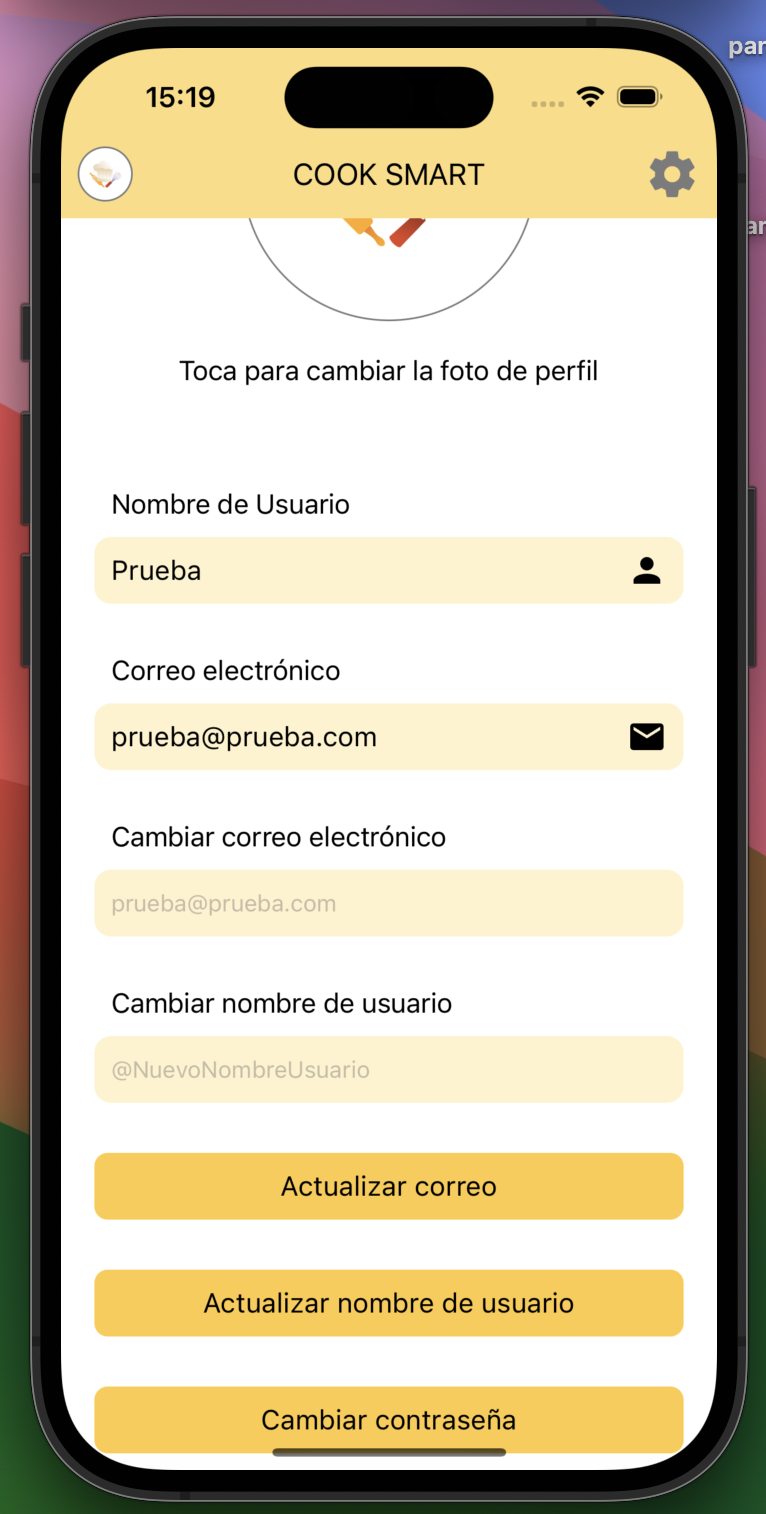 15:19
COOK SMART
Toca para cambiar la foto de perfil
Nombre de Usuario
Prueba
Correo electrónico
prueba@prueba.com
Cambiar correo electrónico
prueba@prueba.com
Cambiar nombre de usuario
@NuevoNombreUsuario
Actualizar correo
Actualizar nombre de usuario
Cambiar contraseña